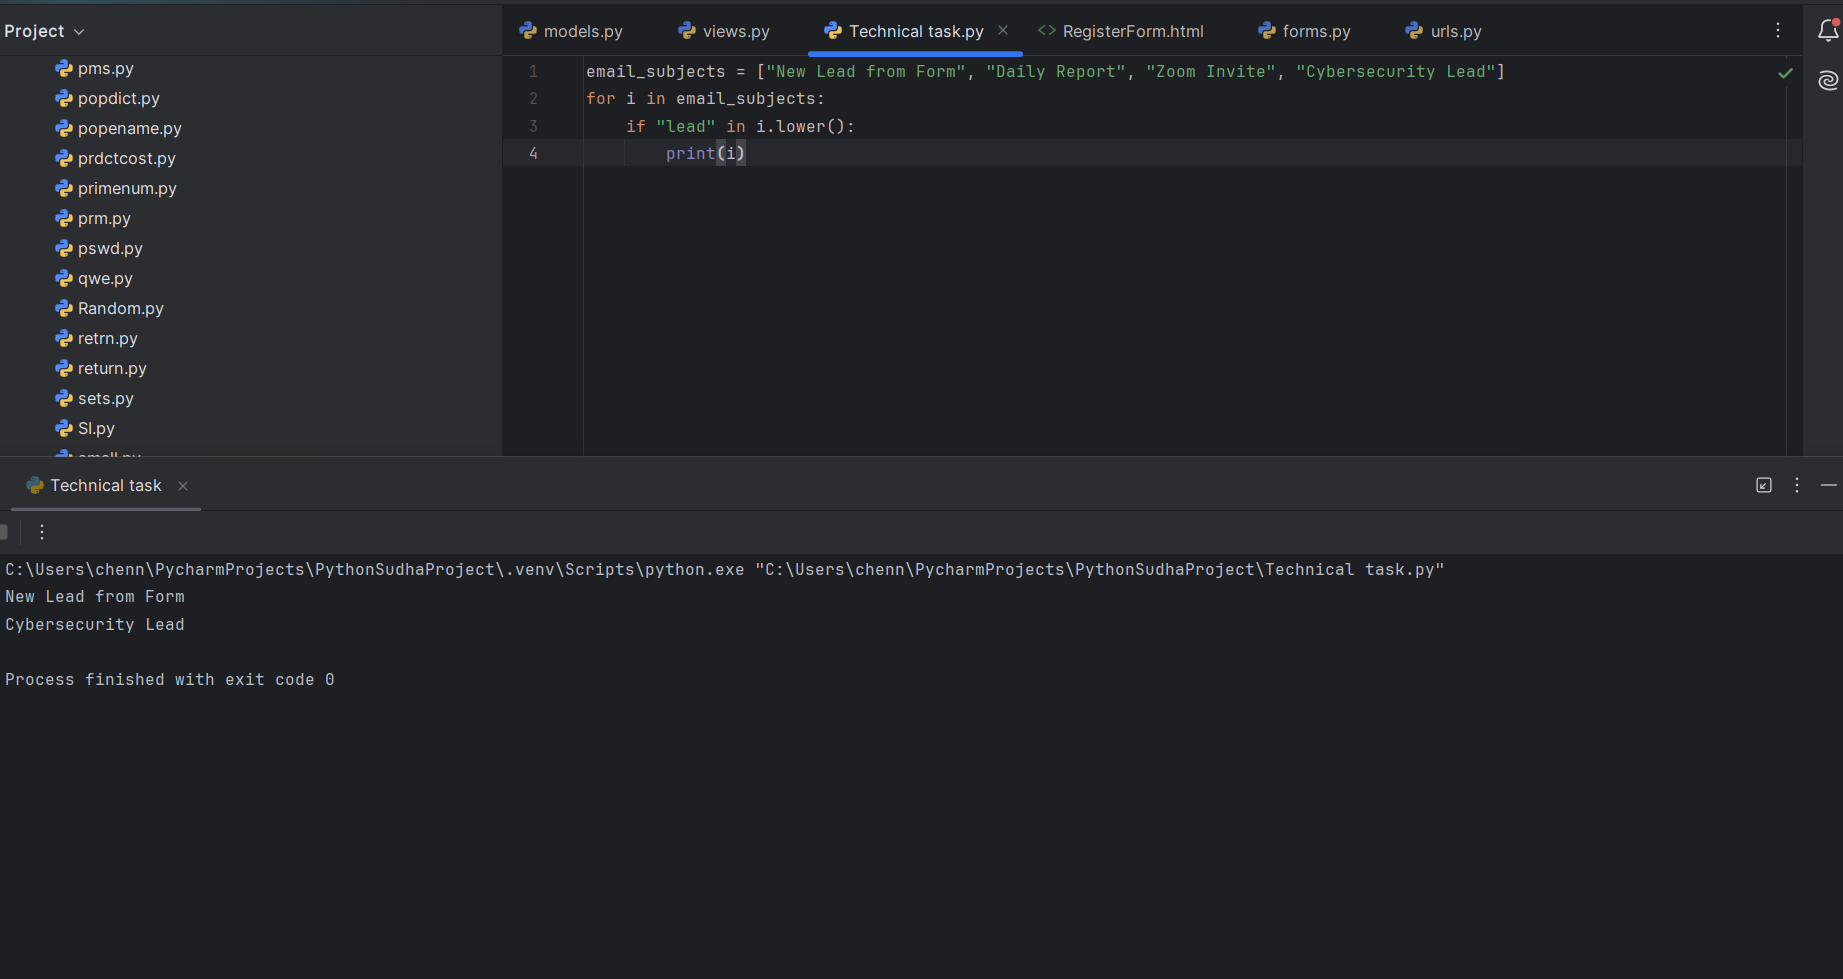 Project
models.py
views.py
Technical task.py
RegisterForm.html
forms.py
urls.py
pms.py
popdict.py
popename.py
prdctcost.py
primenum.py
prm.py
pswd.py
qwe.py
Random.py
retrn.py
return.py
sets.py
SI.py
1 email_subjects = ["New Lead from Form", "Daily Report", "Zoom Invite", "Cybersecurity Lead"]
2 for i in email_subjects:
3 if "lead" in i.lower():
4 print(i)
Technical task
C:\Users\chenn\PycharmProjects\PythonSudhaProject\.venv\Scripts\python.exe "C:\Users\chenn\PycharmProjects\PythonSudhaProject\Technical task.py"
New Lead from Form
Cybersecurity Lead
Process finished with exit code 0